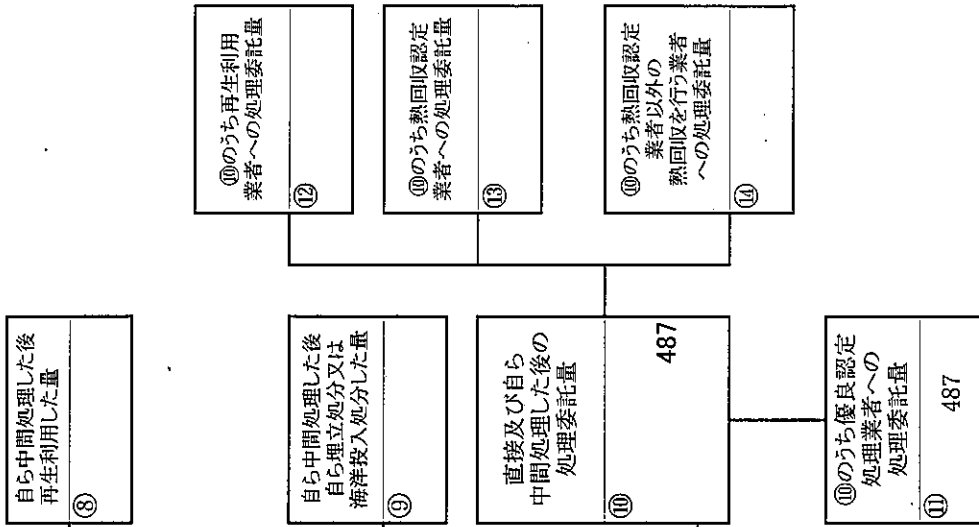 自ら中間処理した後
再生利用した量
⑧
自ら中間処理した後
自ら埋立処分又は
海洋投入処分した量
⑨
直接及び自ら
中間処理した後の
処理委託量
⑩
487
⑩のうち優良認定
処理業者への
処理委託量
⑪
487
⑩のうち再生利用
業者への処理委託量
⑫
⑩のうち熱回収認定
業者への処理委託量
⑬
⑩のうち熱回収認定
業者以外の
熱回収を行う業者
への処理委託量
⑭